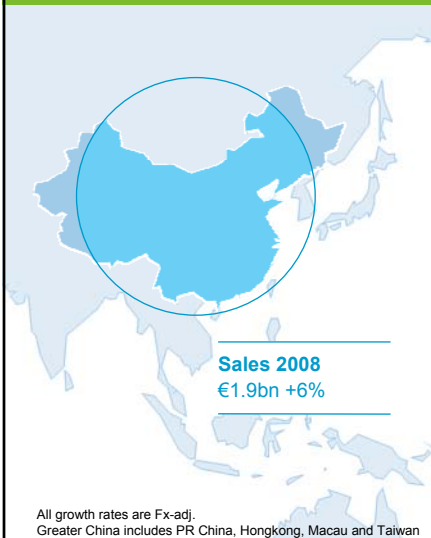 Sales 2008
€1.9bn +6%
All growth rates are Fx-adj.
Greater China includes PR China, Hongkong, Macau and Taiwan